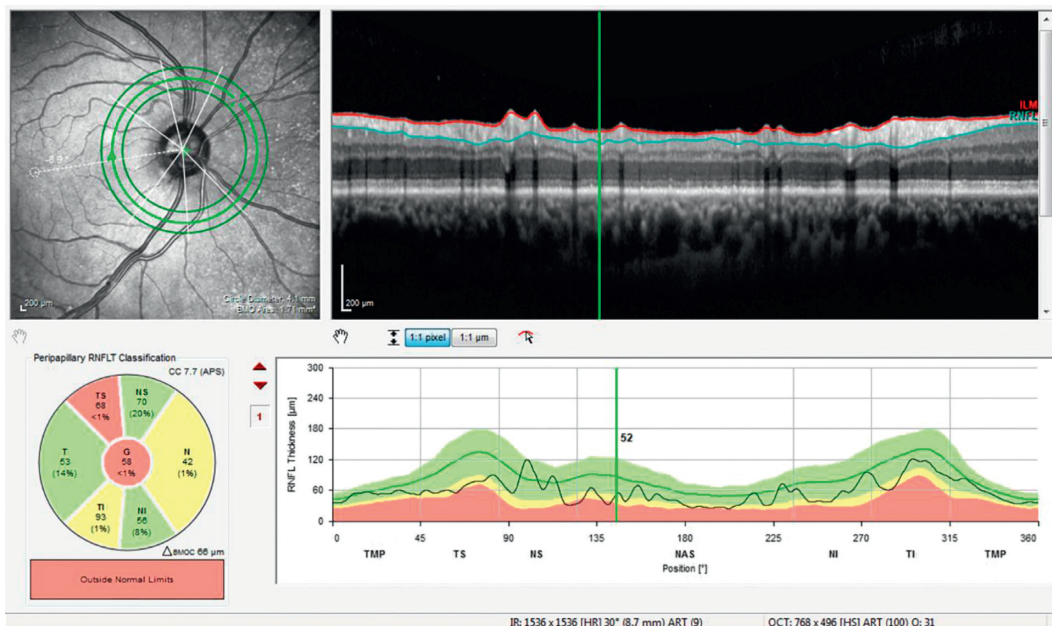 -8.9°
200 µm
Circle Diameter: 4.1 mm
BMO Area: 1.71 mm²
ILM
RNFL
200 µm
1:1 pixel
1:1 µm
Peripapillary RNFLT Classification
CC 7.7 (APS)
TS
68
<1%
NS
70
(20%)
T
53
(14%)
G
58
<1%
N
42
(1%)
TI
93
(1%)
NI
56
(8%)
△BMOC 66 µm
Outside Normal Limits
1
RNFL Thickness [µm]
300
240
180
120
60
0
52
0 45 90 135 180 225 270 315 360
TMP TS NS NAS NI TI TMP
Position [°]
IR: 1536 x 1536 [HR] 30° (8.7 mm) ART (9)
OCT: 768 x 496 [HS] ART (100) Q: 31